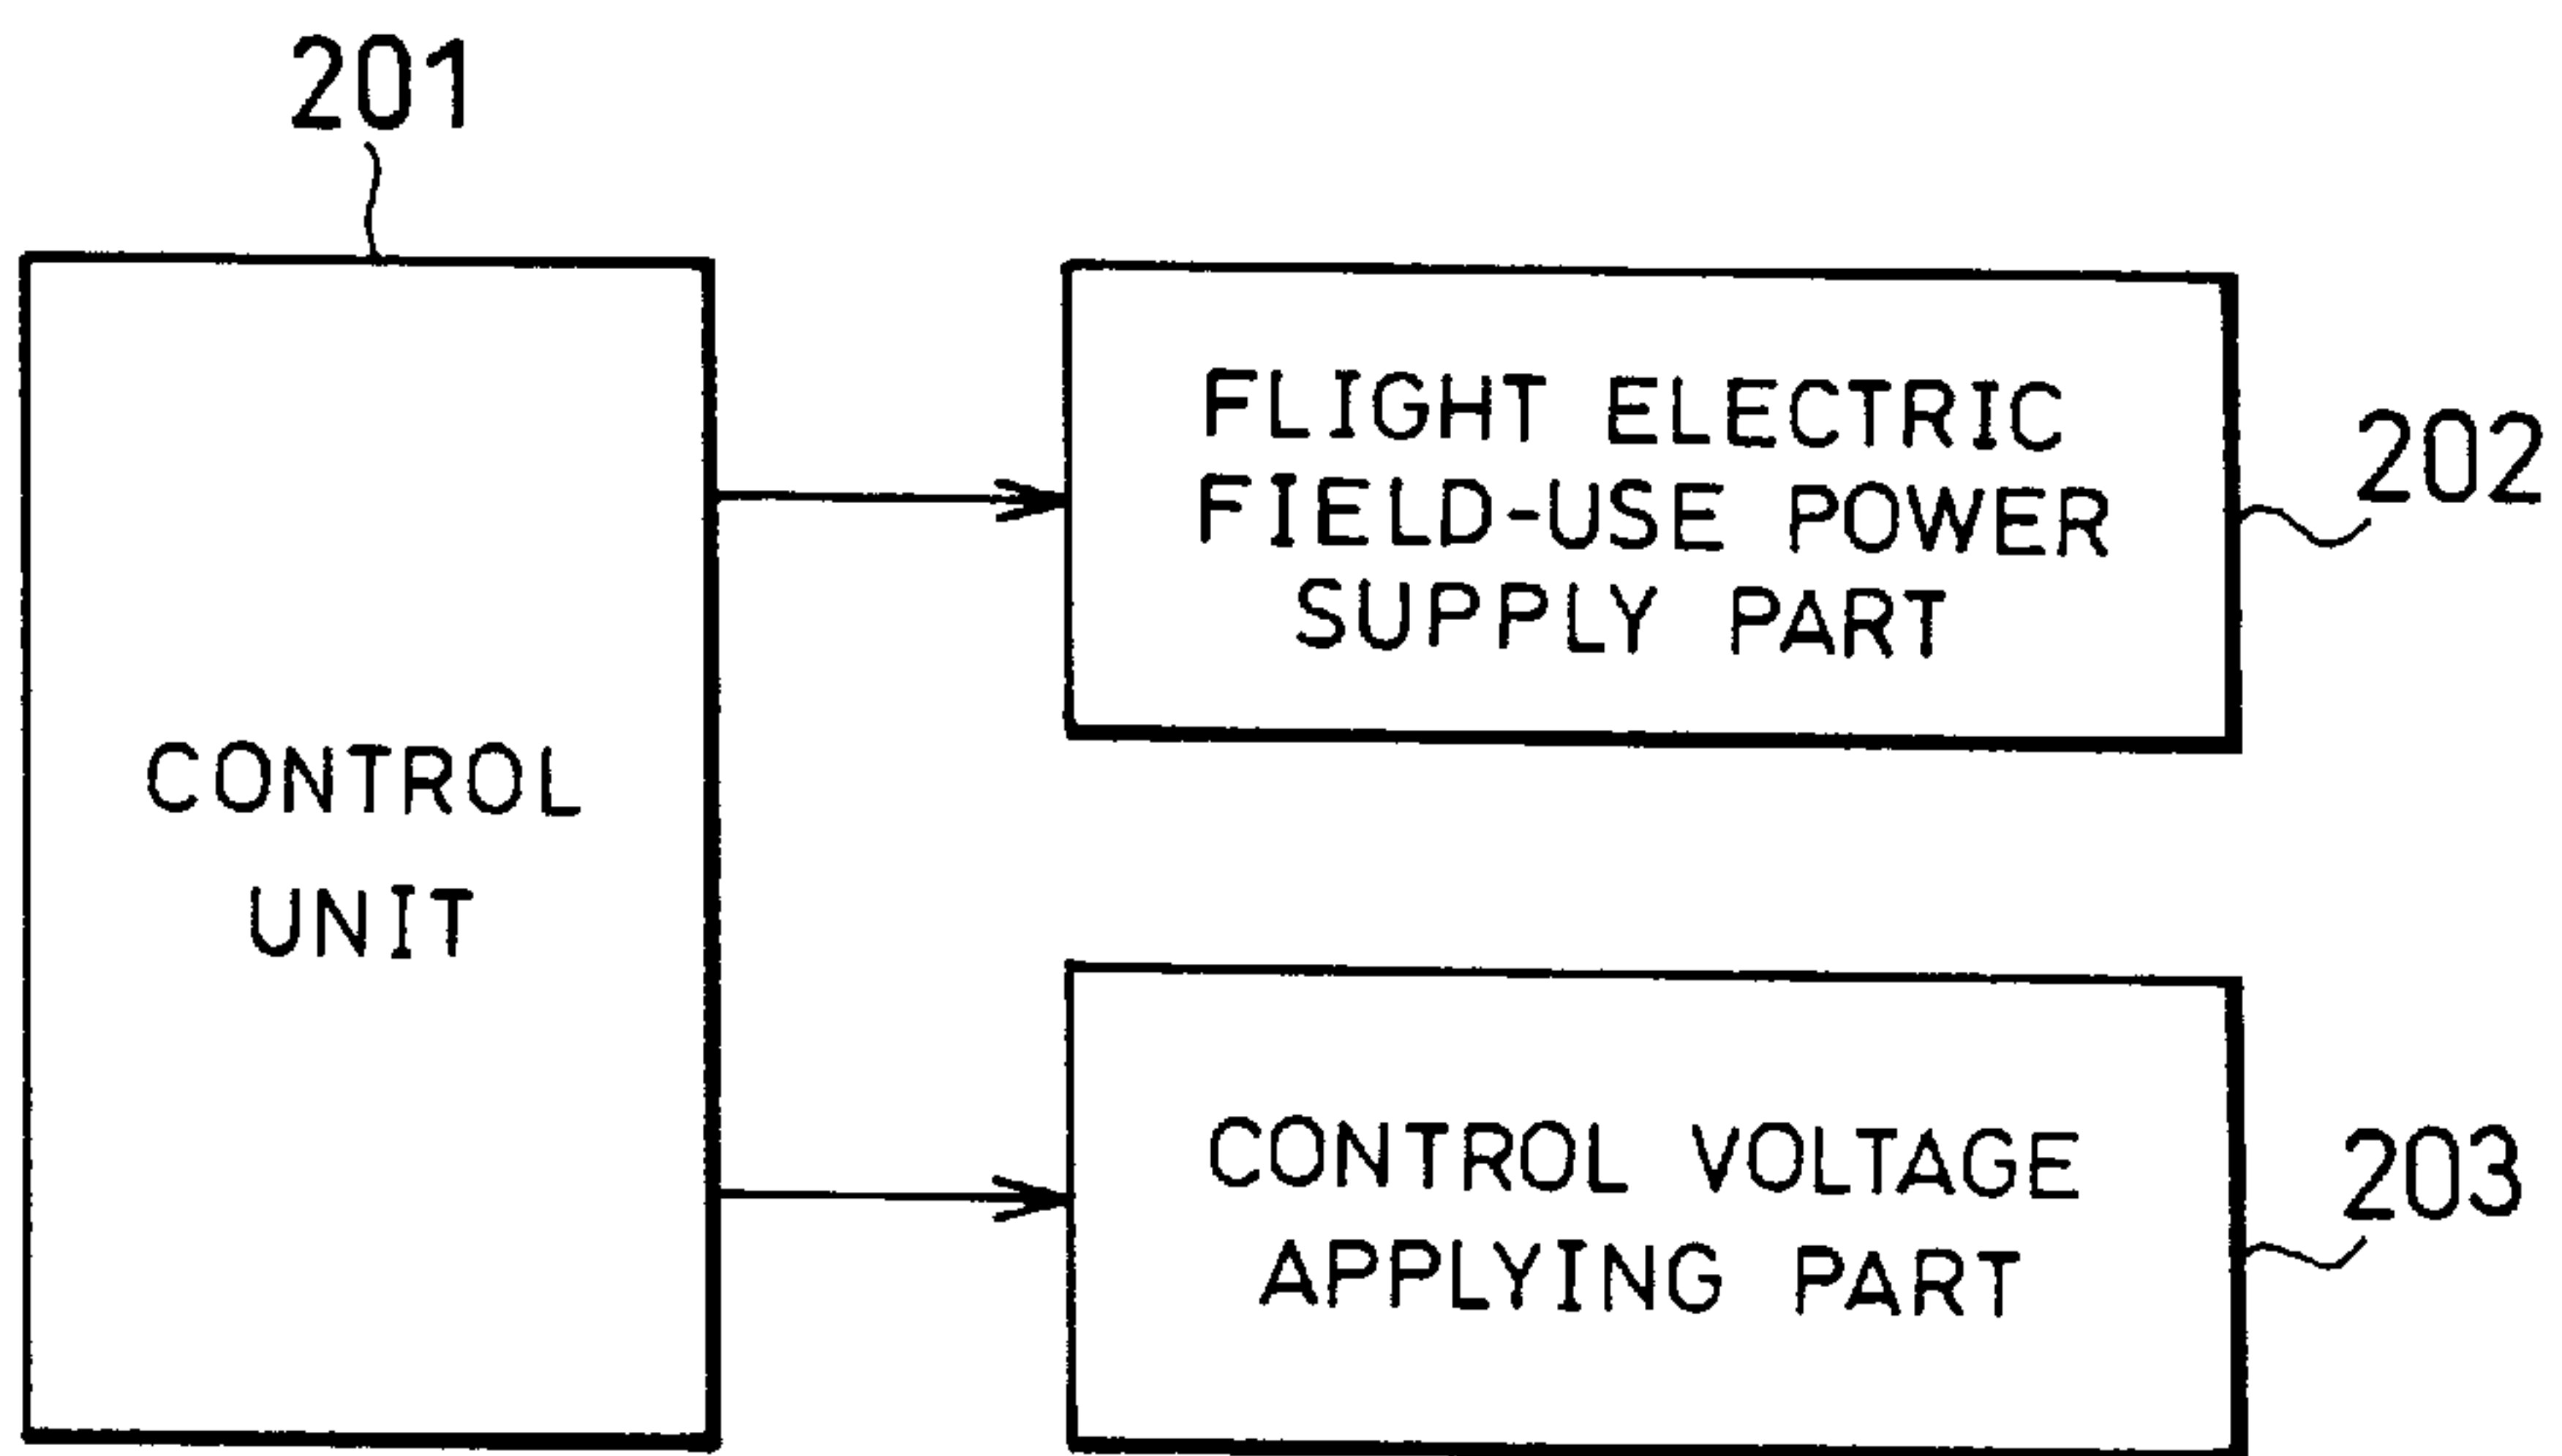 201
CONTROL
UNIT
FLIGHT ELECTRIC
FIELD-USE POWER
SUPPLY PART
202
CONTROL VOLTAGE
APPLYING PART
203